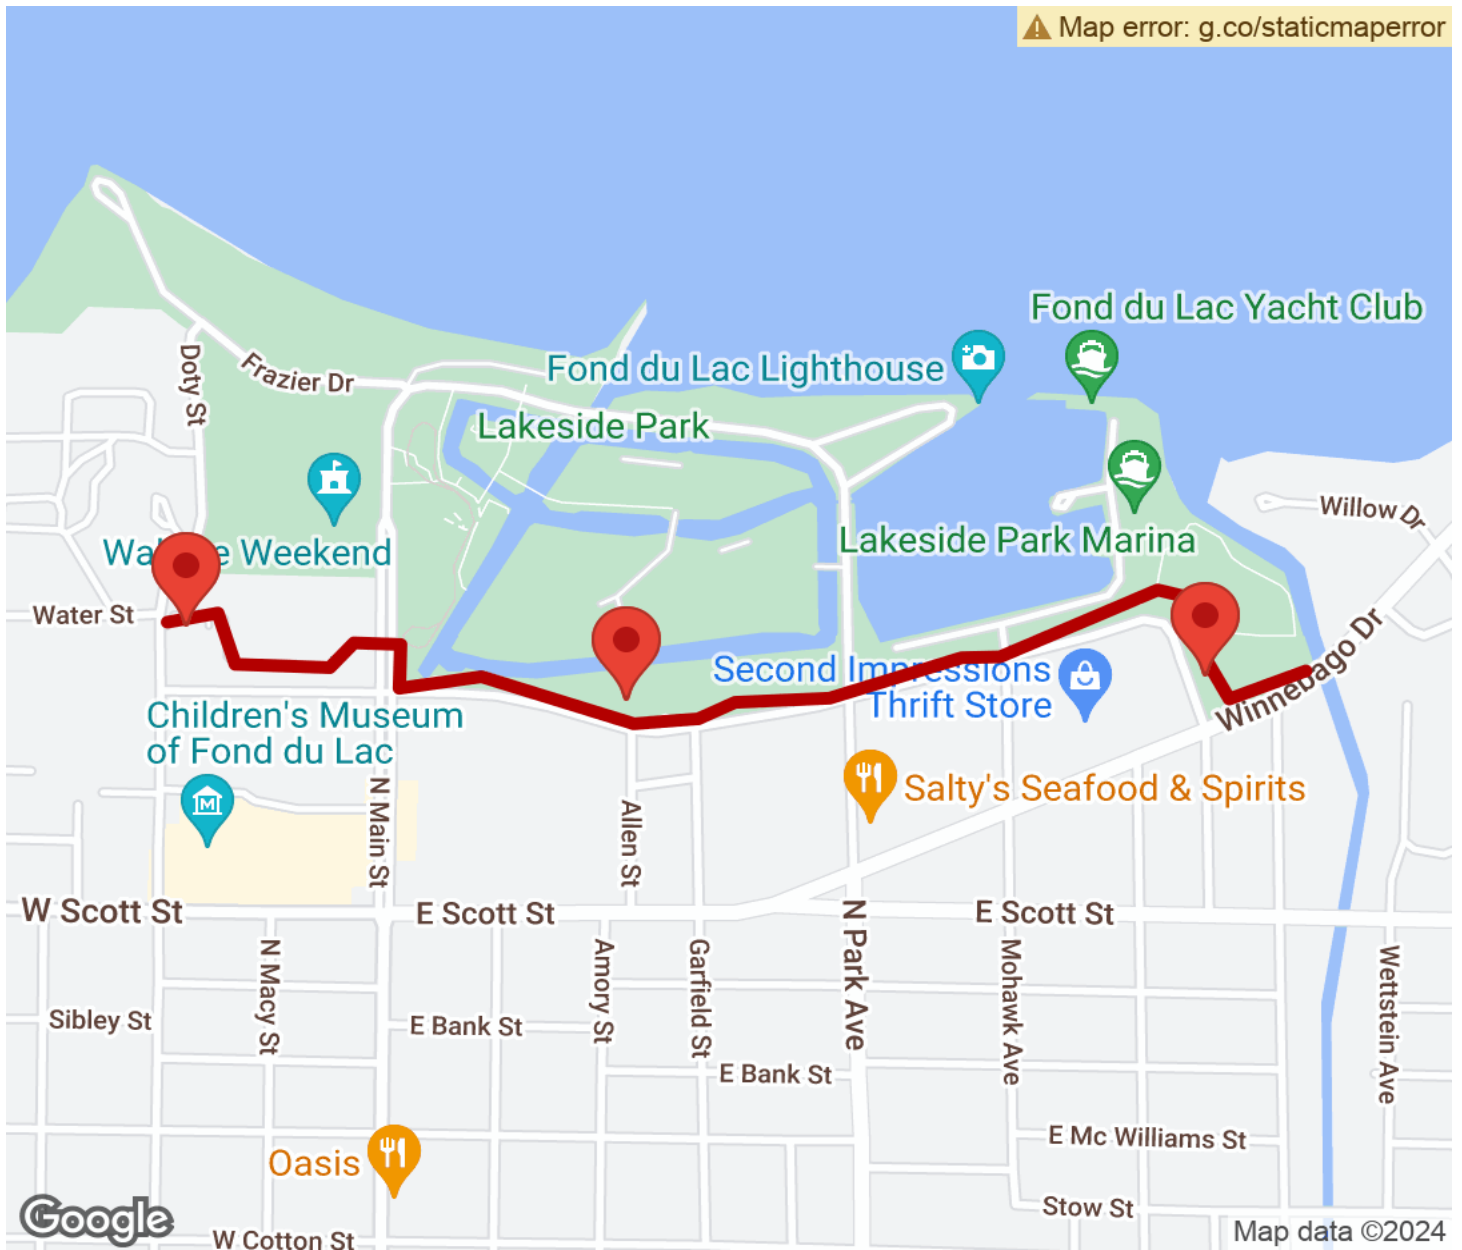 Map error: g.co/staticmaperror
Fond du Lac Yacht Club
Doty St
Frazier Dr
Fond du Lac Lighthouse
Lakeside Park
Willow Dr
Weekend
Lakeside Park Marina
Water St
Winnebago Dr
Second Impressions
Thrift Store
Children's Museum
of Fond du Lac
N Main St
Allen St
Salty's Seafood & Spirits
W Scott St
E Scott St
E Scott St
N Macy St
Amory St
Garfield St
N Park Ave
Mohawk Ave
Wettstein Ave
Sibley St
E Bank St
E Bank St
E Mc Williams St
Oasis
Stow St
Google
W Cotton St
Map data ©2024